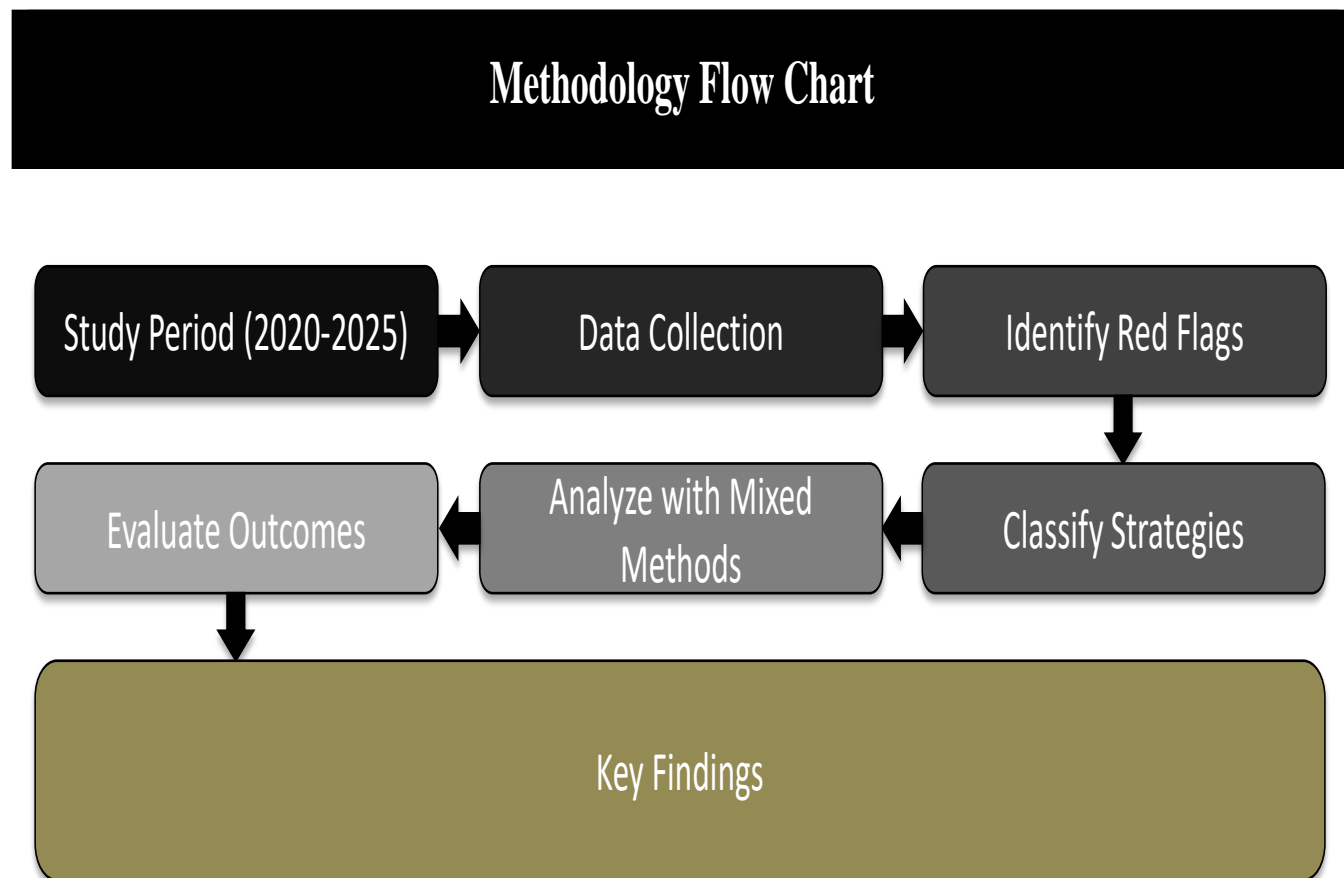 Methodology Flow Chart
Study Period (2020-2025)
Data Collection
Identify Red Flags
Classify Strategies
Analyze with Mixed
Methods
Evaluate Outcomes
Key Findings